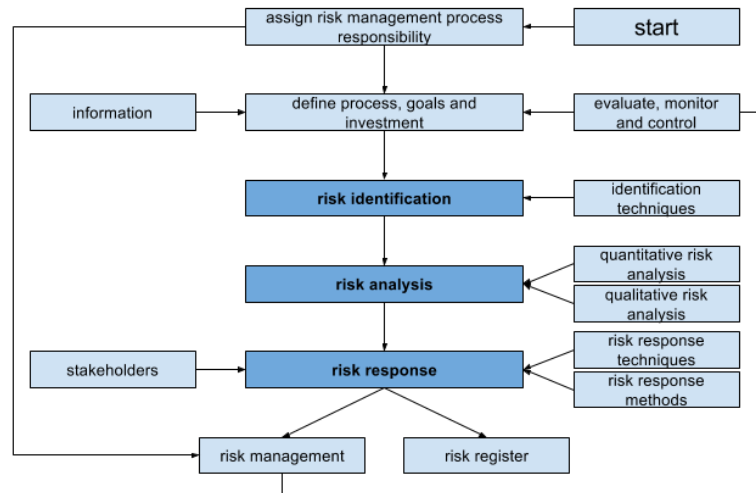 assign risk management process
responsibility
start
information
define process, goals and
investment
evaluate, monitor
and control
risk identification
identification
techniques
risk analysis
quantitative risk
analysis
qualitative risk
analysis
stakeholders
risk response
risk response
techniques
risk response
methods
risk management
risk register